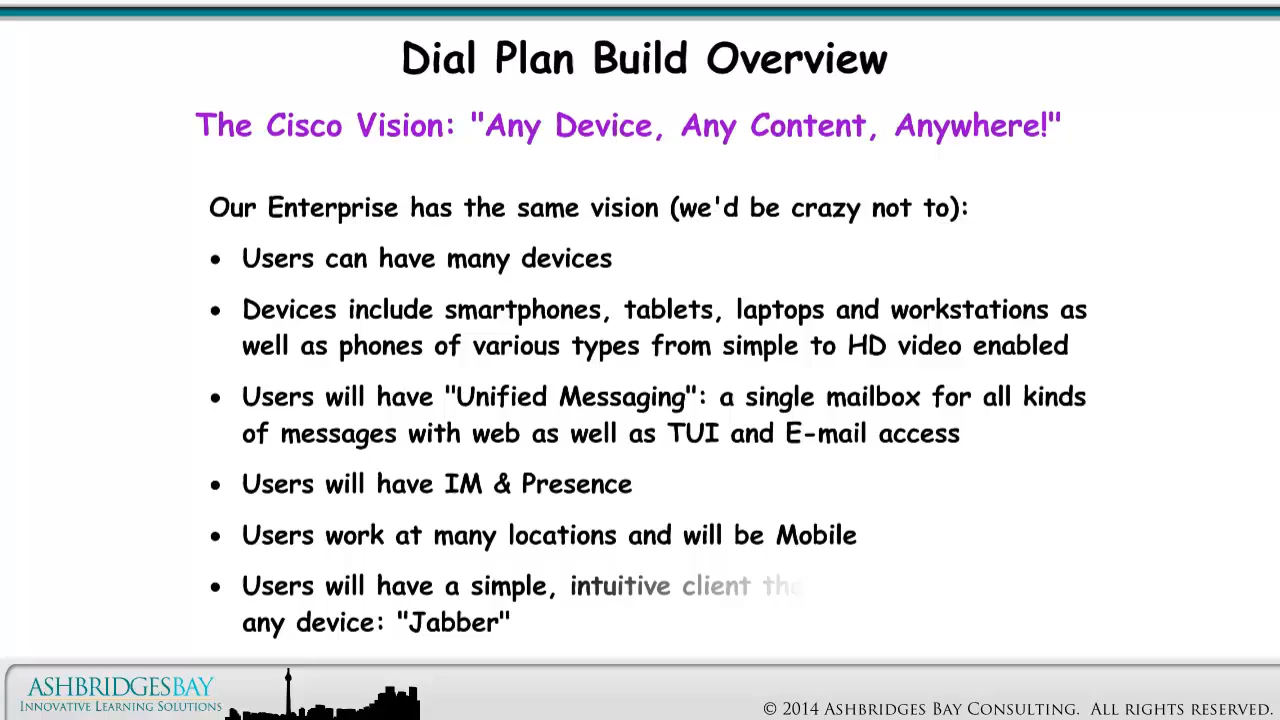 Dial Plan Build Overview
The Cisco Vision: "Any Device, Any Content, Anywhere!"
Our Enterprise has the same vision (we'd be crazy not to):
• Users can have many devices
• Devices include smartphones, tablets, laptops and workstations as
well as phones of various types from simple to HD video enabled
• Users will have "Unified Messaging": a single mailbox for all kinds
of messages with web as well as TUI and E-mail access
• Users will have IM & Presence
• Users work at many locations and will be Mobile
• Users will have a simple, intuitive client
any device: "Jabber"
ASHBRIDGESBAY
INNOVATIVE LEARNING SOLUTIONS
© 2014 ASHBRIDGES BAY CONSULTING. ALL RIGHTS RESERVED.